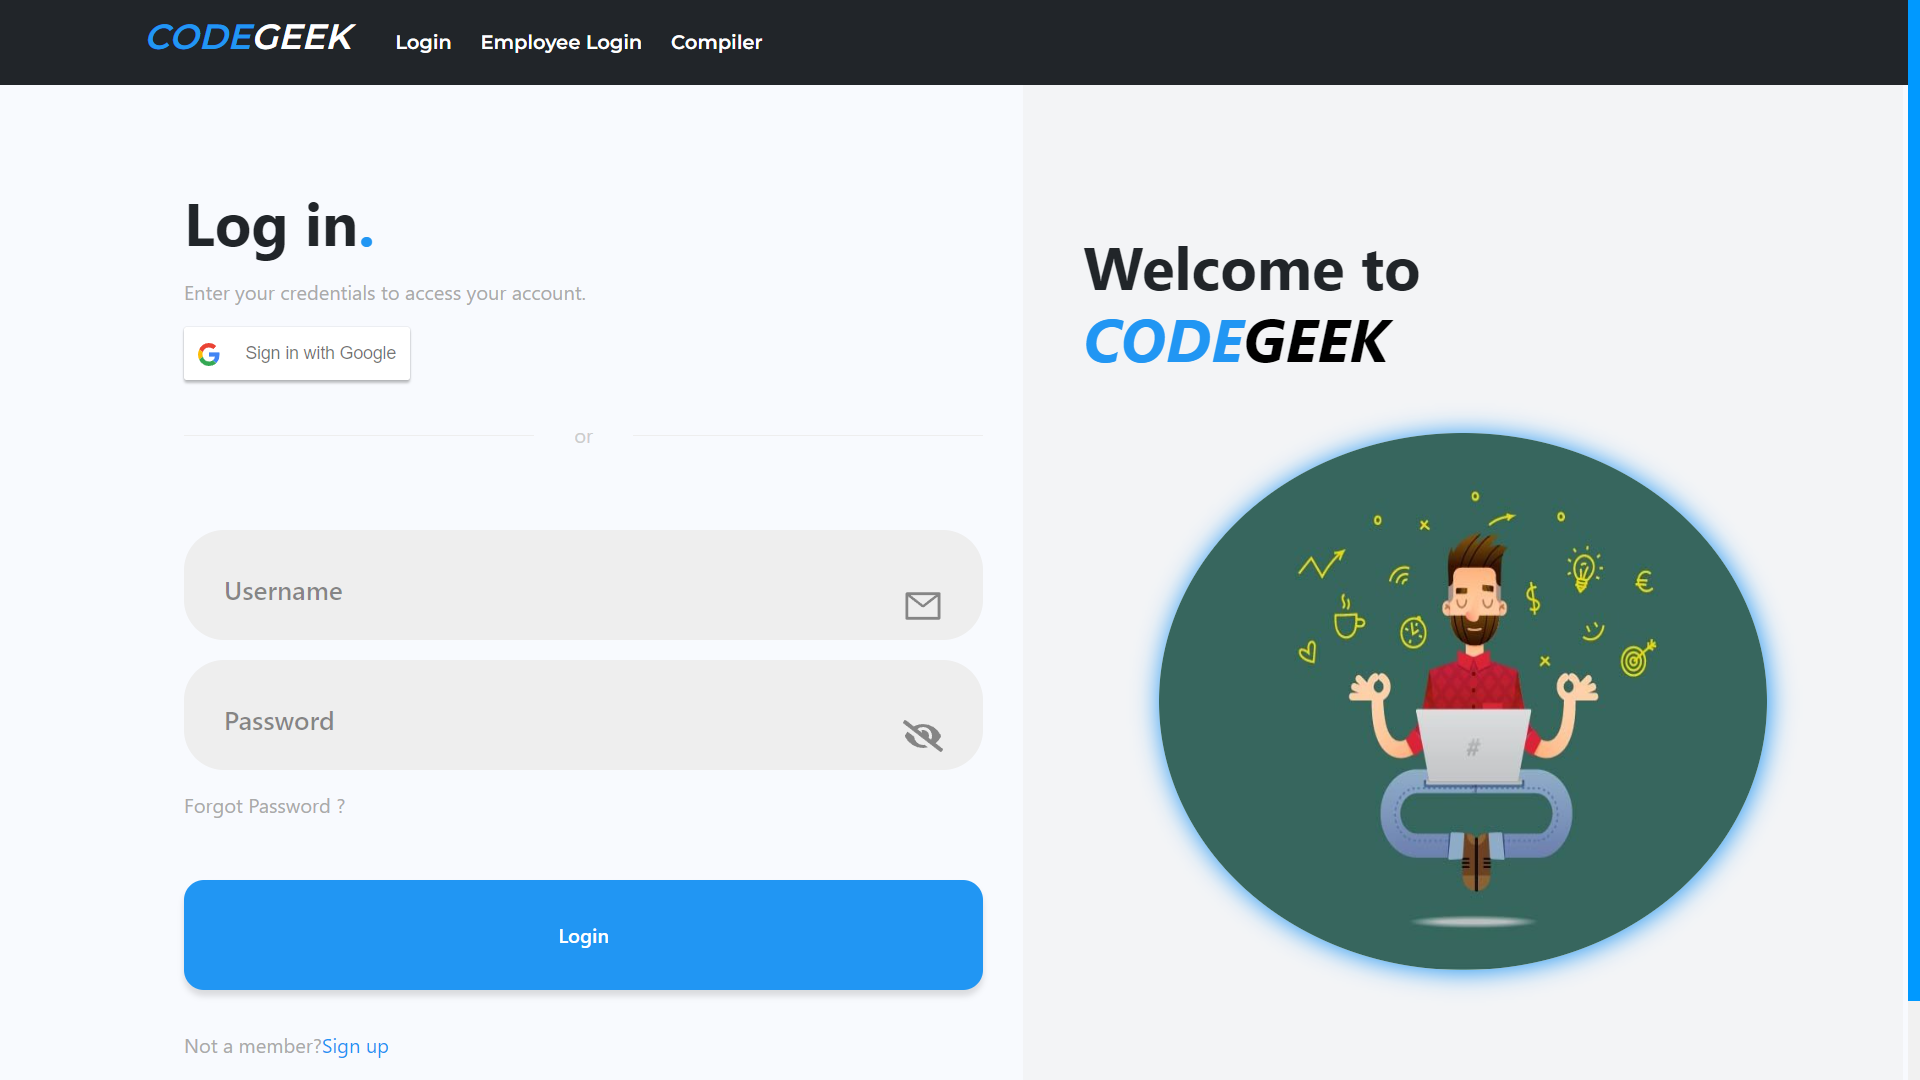 CODEGEEK Login Employee Login Compiler
Log in.
Enter your credentials to access your account.
Sign in with Google
or
Username
Password
Forgot Password ?
Login
Not a member?Sign up
Welcome to
CODEGEEK
#